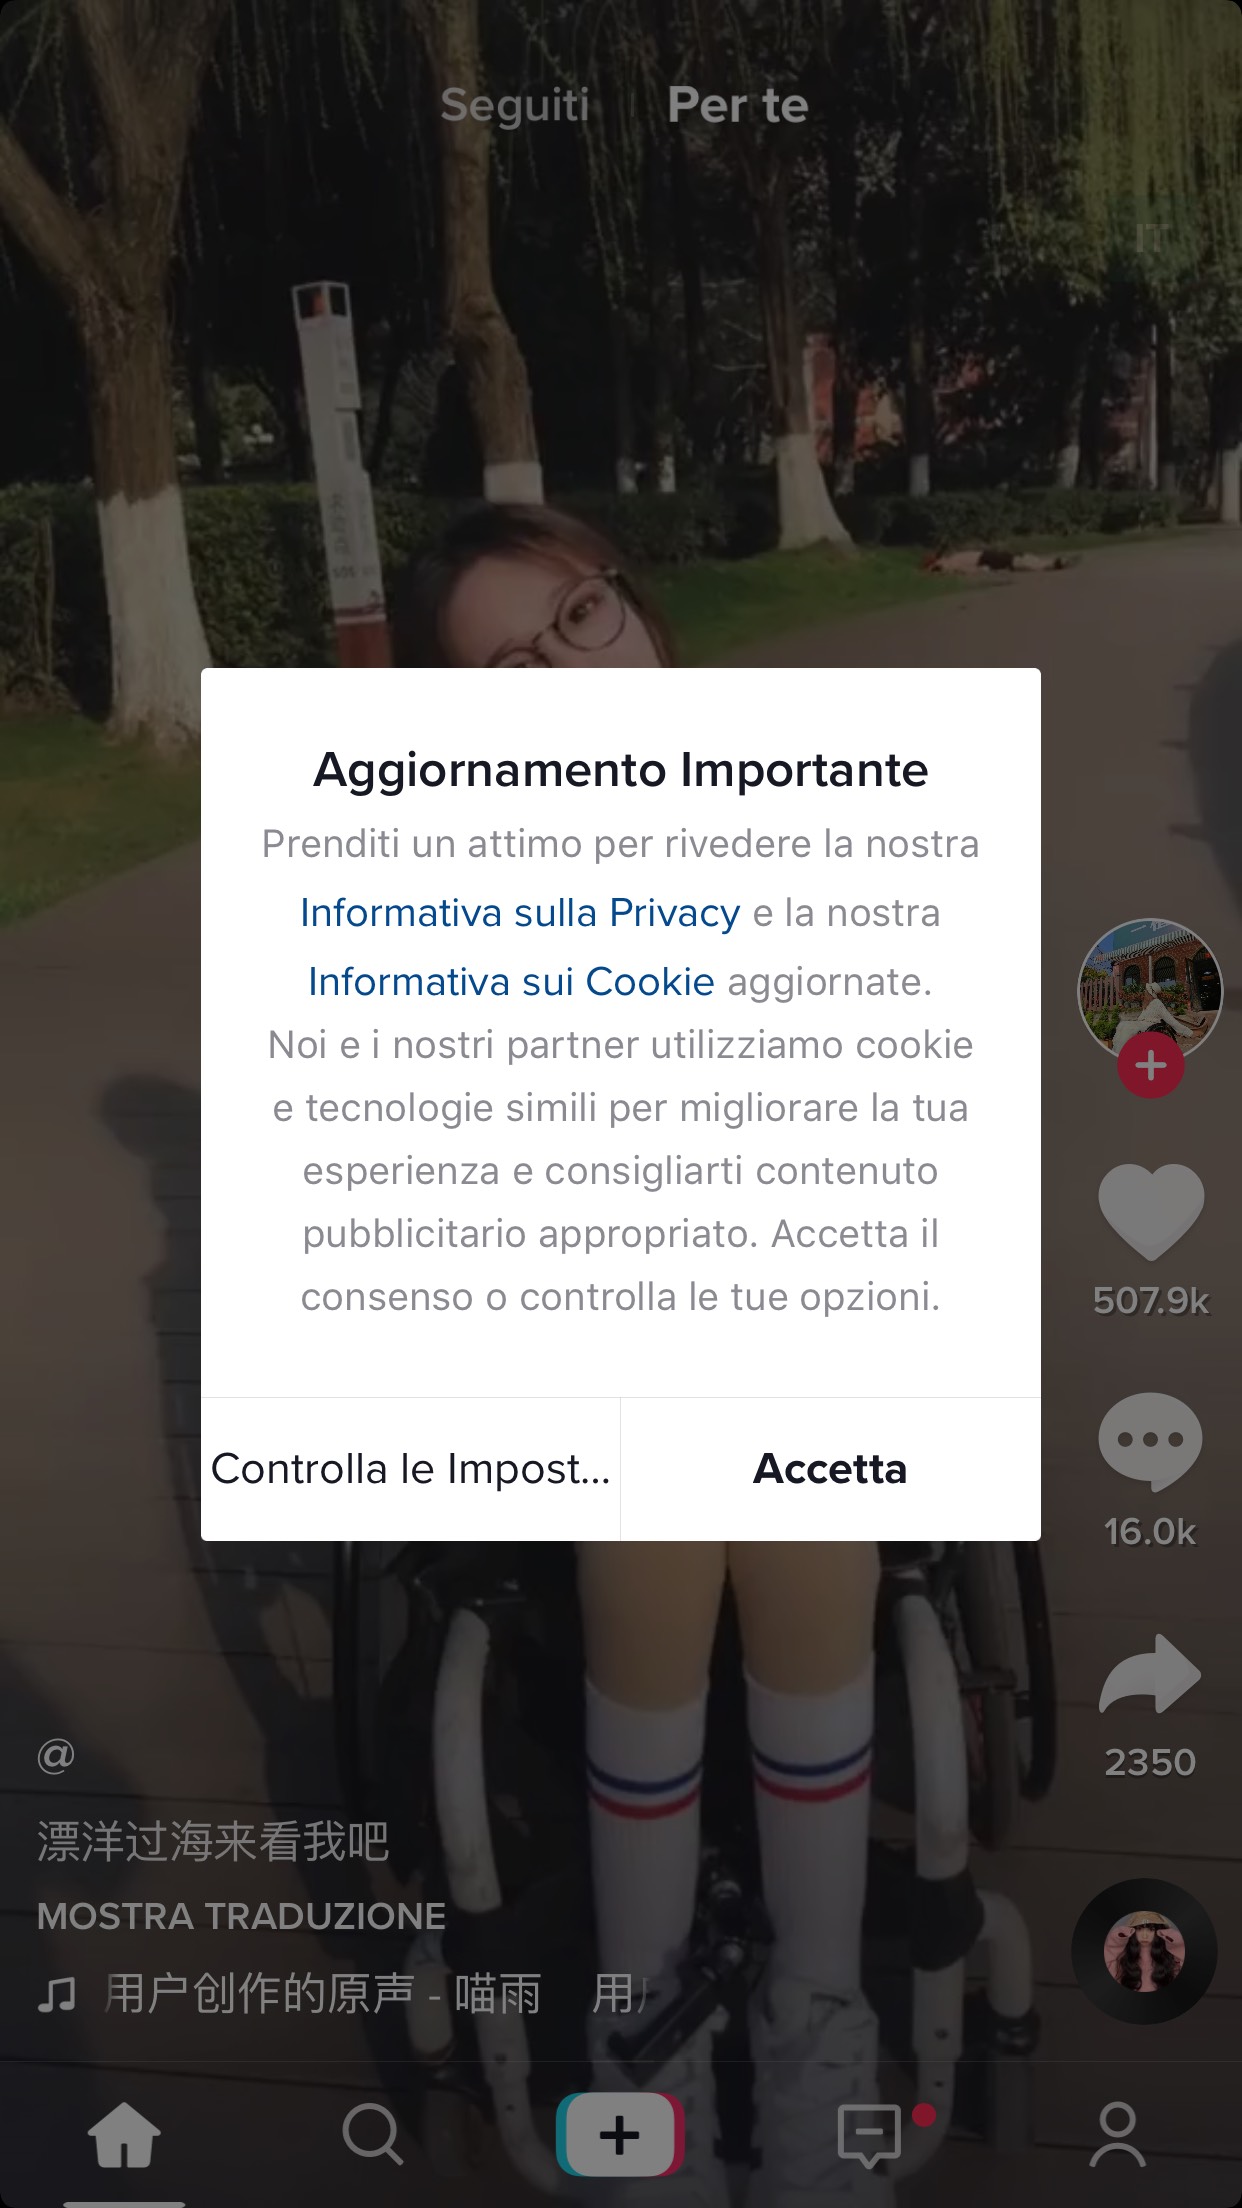 Seguiti
Per te
IT
Aggiornamento Importante
Prenditi un attimo per rivedere la nostra
Informativa sulla Privacy e la nostra
Informativa sui Cookie aggiornate.
Noi e i nostri partner utilizziamo cookie
e tecnologie simili per migliorare la tua
esperienza e consigliarti contenuto
pubblicitario appropriato. Accetta il
consenso o controlla le tue opzioni.
Controlla le Impost...
Accetta
507.9k
16.0k
2350
@
漂洋过海来看我吧
MOSTRA TRADUZIONE
用户创作的原声 - 喵雨 用